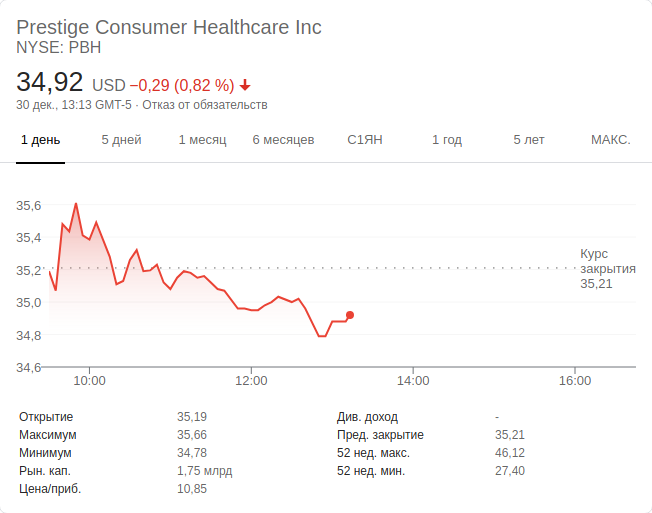 Prestige Consumer Healthcare Inc
NYSE: PBH
34,92 USD −0,29 (0,82 %)
30 дек., 13:13 GMT-5 · Отказ от обязательств
1 день 5 дней 1 месяц 6 месяцев С1ЯН 1 год 5 лет МАКС.
35,6
35,4
35,2
35,0
34,8
34,6
Курс
закрытия
35,21
10:00 12:00 14:00 16:00
Открытие 35,19 Див. доход -
Максимум 35,66 Пред. закрытие 35,21
Минимум 34,78 52 нед. макс. 46,12
Рын. кап. 1,75 млрд 52 нед. мин. 27,40
Цена/приб. 10,85